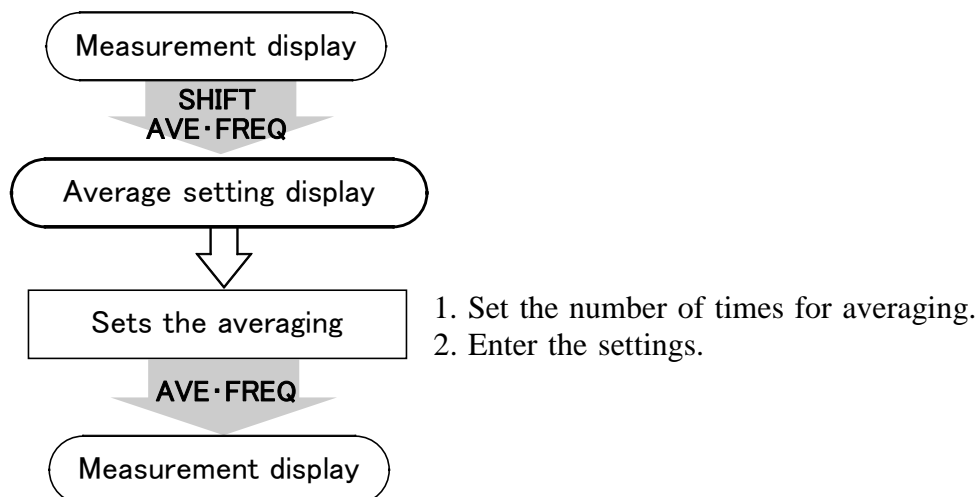 Measurement display
SHIFT
AVE·FREQ
Average setting display
Sets the averaging
1. Set the number of times for averaging.
2. Enter the settings.
AVE·FREQ
Measurement display